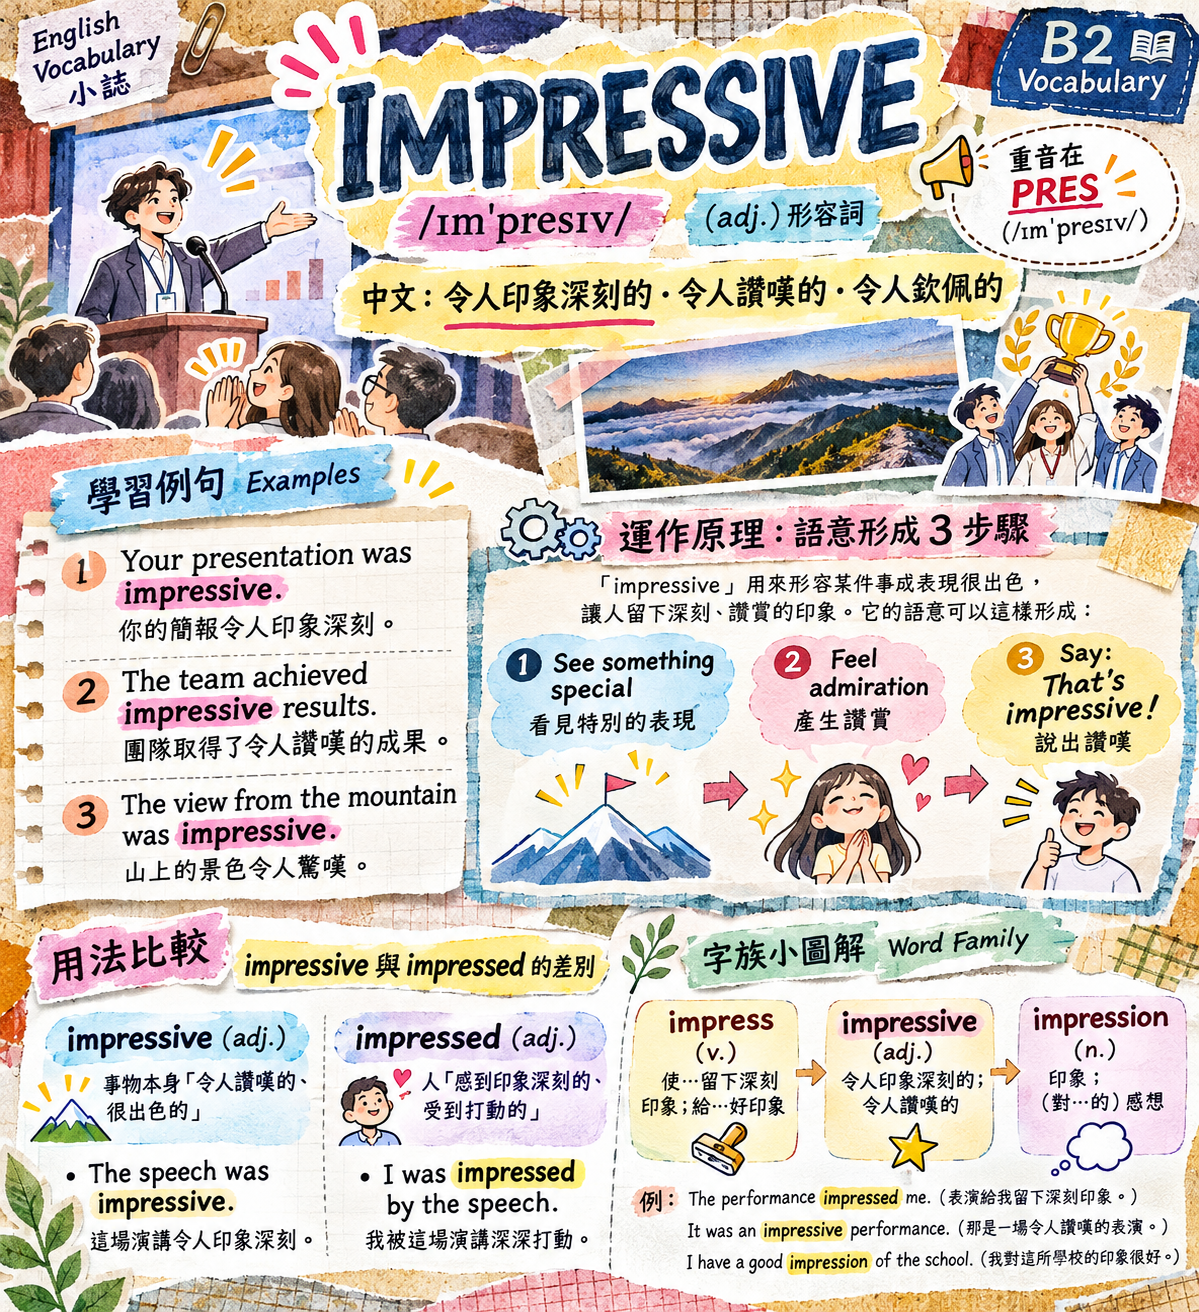 English
Vocabulary
小誌
IMPRESSIVE
B2
Vocabulary
/ɪmˈpresɪv/
(adj.) 形容詞
重音在
PRES
(/ɪmˈpresɪv/)
中文：令人印象深刻的・令人讚嘆的・令人欽佩的
學習例句 Examples
1 Your presentation was
impressive.
你的簡報令人印象深刻。
2 The team achieved
impressive results.
團隊取得了令人讚嘆的成果。
3 The view from the mountain
was impressive.
山上的景色令人驚嘆。
運作原理：語意形成 3 步驟
「impressive」用來形容某件事成表現很出色，
讓人留下深刻、讚賞的印象。它的語意可以這樣形成：
1 See something
special
看見特別的表現
2 Feel
admiration
產生讚賞
3 Say:
That's
impressive!
說出讚嘆
用法比較
impressive 與 impressed 的差別
impressive (adj.)
事物本身「令人讚嘆的、
很出色的」
• The speech was
impressive.
這場演講令人印象深刻。
impressed (adj.)
人「感到印象深刻的、
受到打動的」
• I was impressed
by the speech.
我被這場演講深深打動。
字族小圖解 Word Family
impress
(v.)
使…留下深刻
印象；給…好印象
impressive
(adj.)
令人印象深刻的；
令人讚嘆的
impression
(n.)
印象；
(對…的) 感想
例： The performance impressed me. (表演給我留下深刻印象。)
It was an impressive performance. (那是一場令人讚嘆的表演。)
I have a good impression of the school. (我對這所學校的印象很好。)